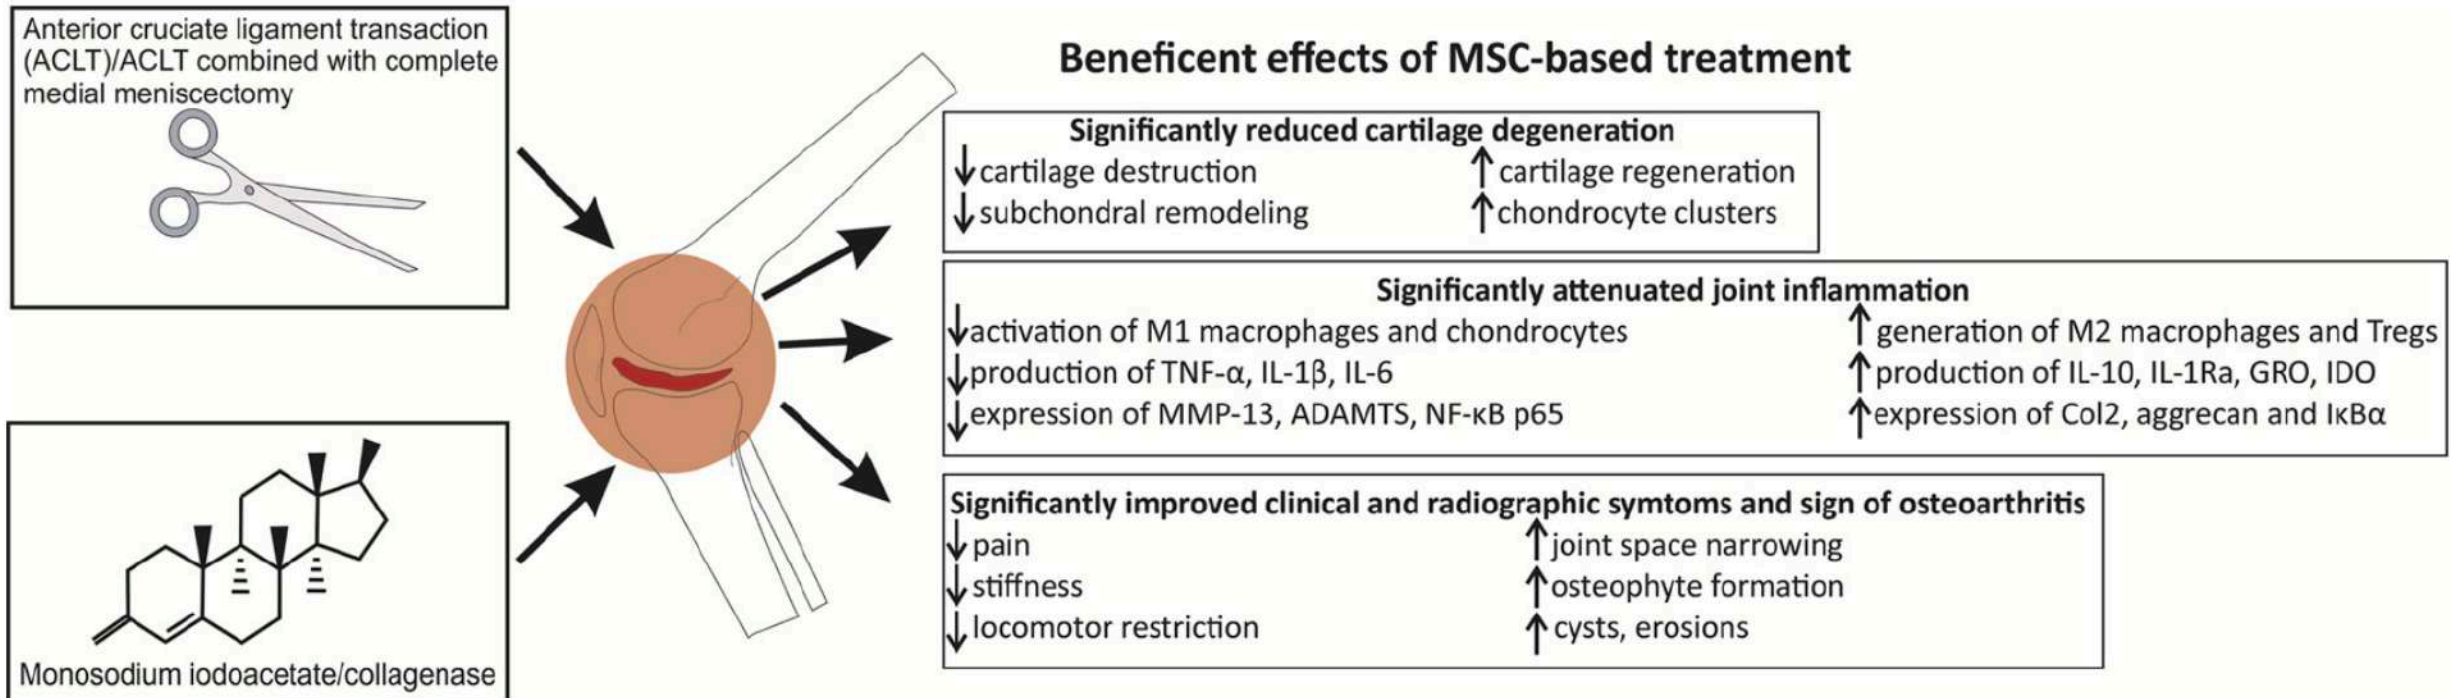 Anterior cruciate ligament transaction
(ACLT)/ACLT combined with complete
medial meniscectomy
Monosodium iodoacetate/collagenase
Beneficent effects of MSC-based treatment
Significantly reduced cartilage degeneration
↓ cartilage destruction ↑ cartilage regeneration
↓ subchondral remodeling ↑ chondrocyte clusters
Significantly attenuated joint inflammation
↓ activation of M1 macrophages and chondrocytes ↑ generation of M2 macrophages and Tregs
↓ production of TNF-α, IL-1β, IL-6 ↑ production of IL-10, IL-1Ra, GRO, IDO
↓ expression of MMP-13, ADAMTS, NF-κB p65 ↑ expression of Col2, aggrecan and IκBα
Significantly improved clinical and radiographic symtoms and sign of osteoarthritis
↓ pain ↑ joint space narrowing
↓ stiffness ↑ osteophyte formation
↓ locomotor restriction ↑ cysts, erosions